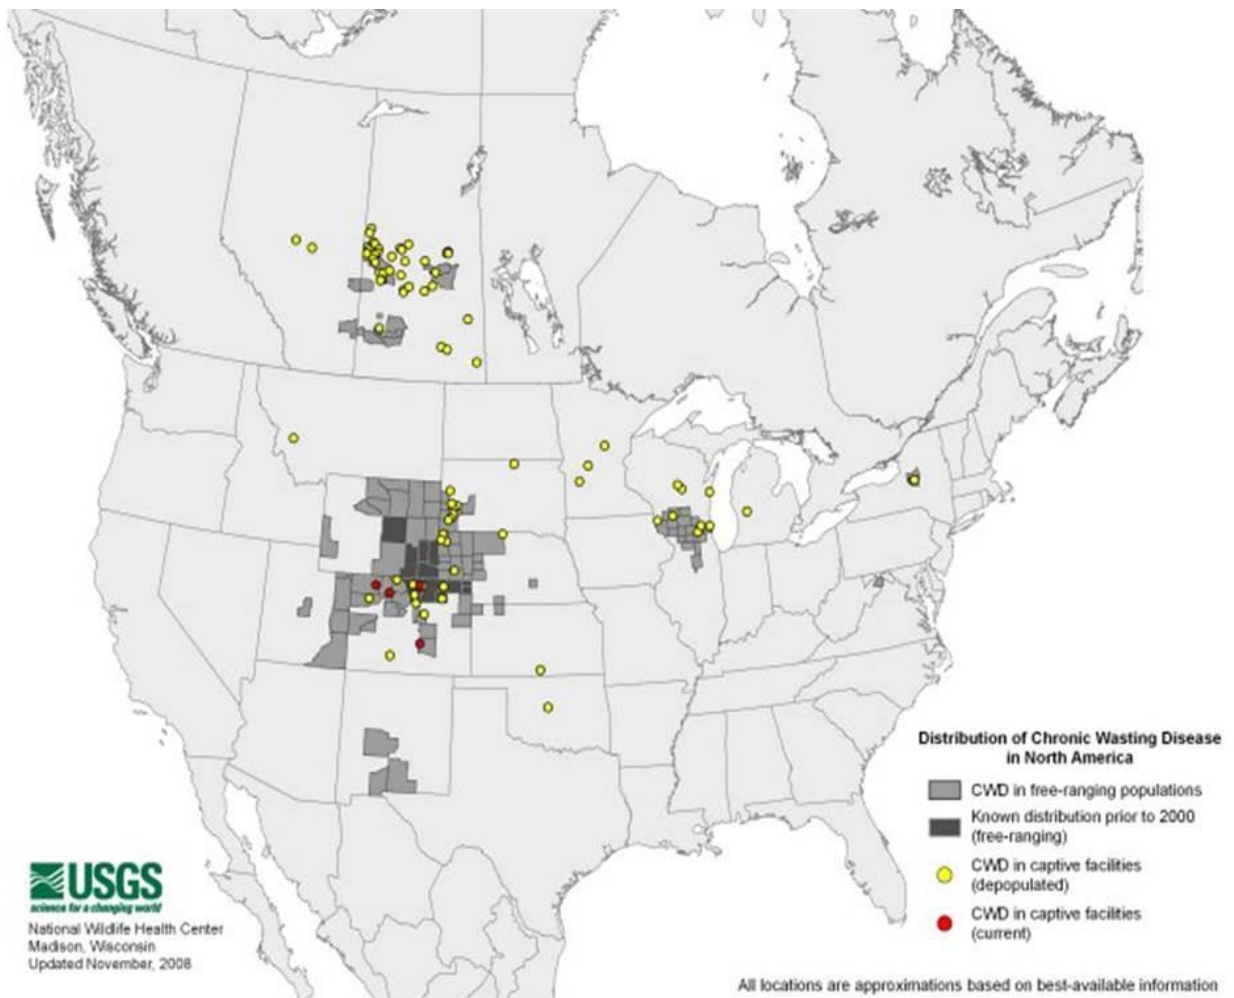 Distribution of Chronic Wasting Disease
in North America
CWD in free-ranging populations
Known distribution prior to 2000
(free-ranging)
CWD in captive facilities
(depopulated)
CWD in captive facilities
(current)
USGS
science for a changing world
National Wildlife Health Center
Madison, Wisconsin
Updated November, 2008
All locations are approximations based on best-available information